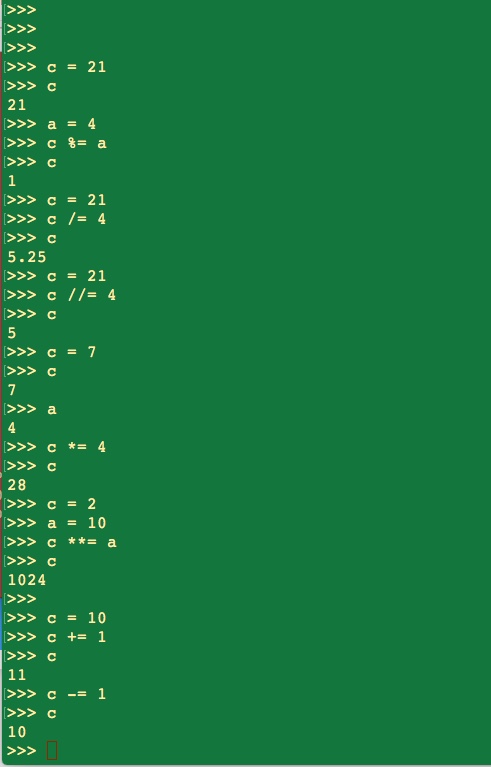 >>>
>>>
>>>
>>> c = 21
>>> c
21
>>> a = 4
>>> c %= a
>>> c
1
>>> c = 21
>>> c /= 4
>>> c
5.25
>>> c = 21
>>> c //= 4
>>> c
5
>>> c = 7
>>> c
7
>>> a
4
>>> c *= 4
>>> c
28
>>> c = 2
>>> a = 10
>>> c **= a
>>> c
1024
>>>
>>> c = 10
>>> c += 1
>>> c
11
>>> c -= 1
>>> c
10
>>>